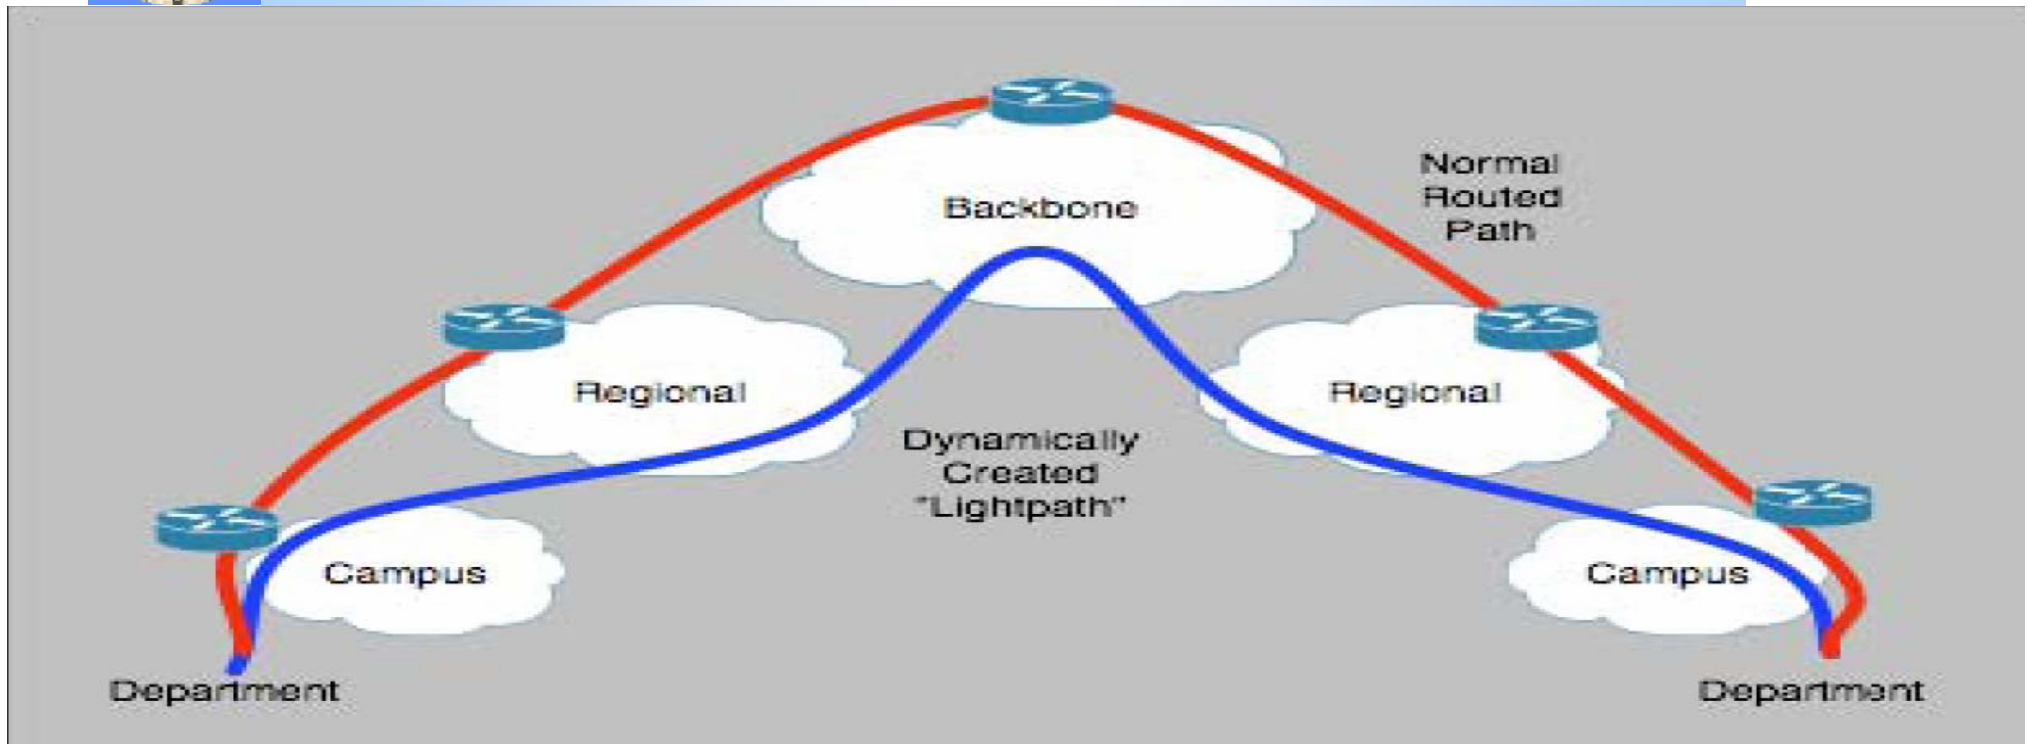 Backbone
Normal
Routed
Path
Regional
Regional
Dynamically
Created
"Lightpath"
Campus
Campus
Department
Department